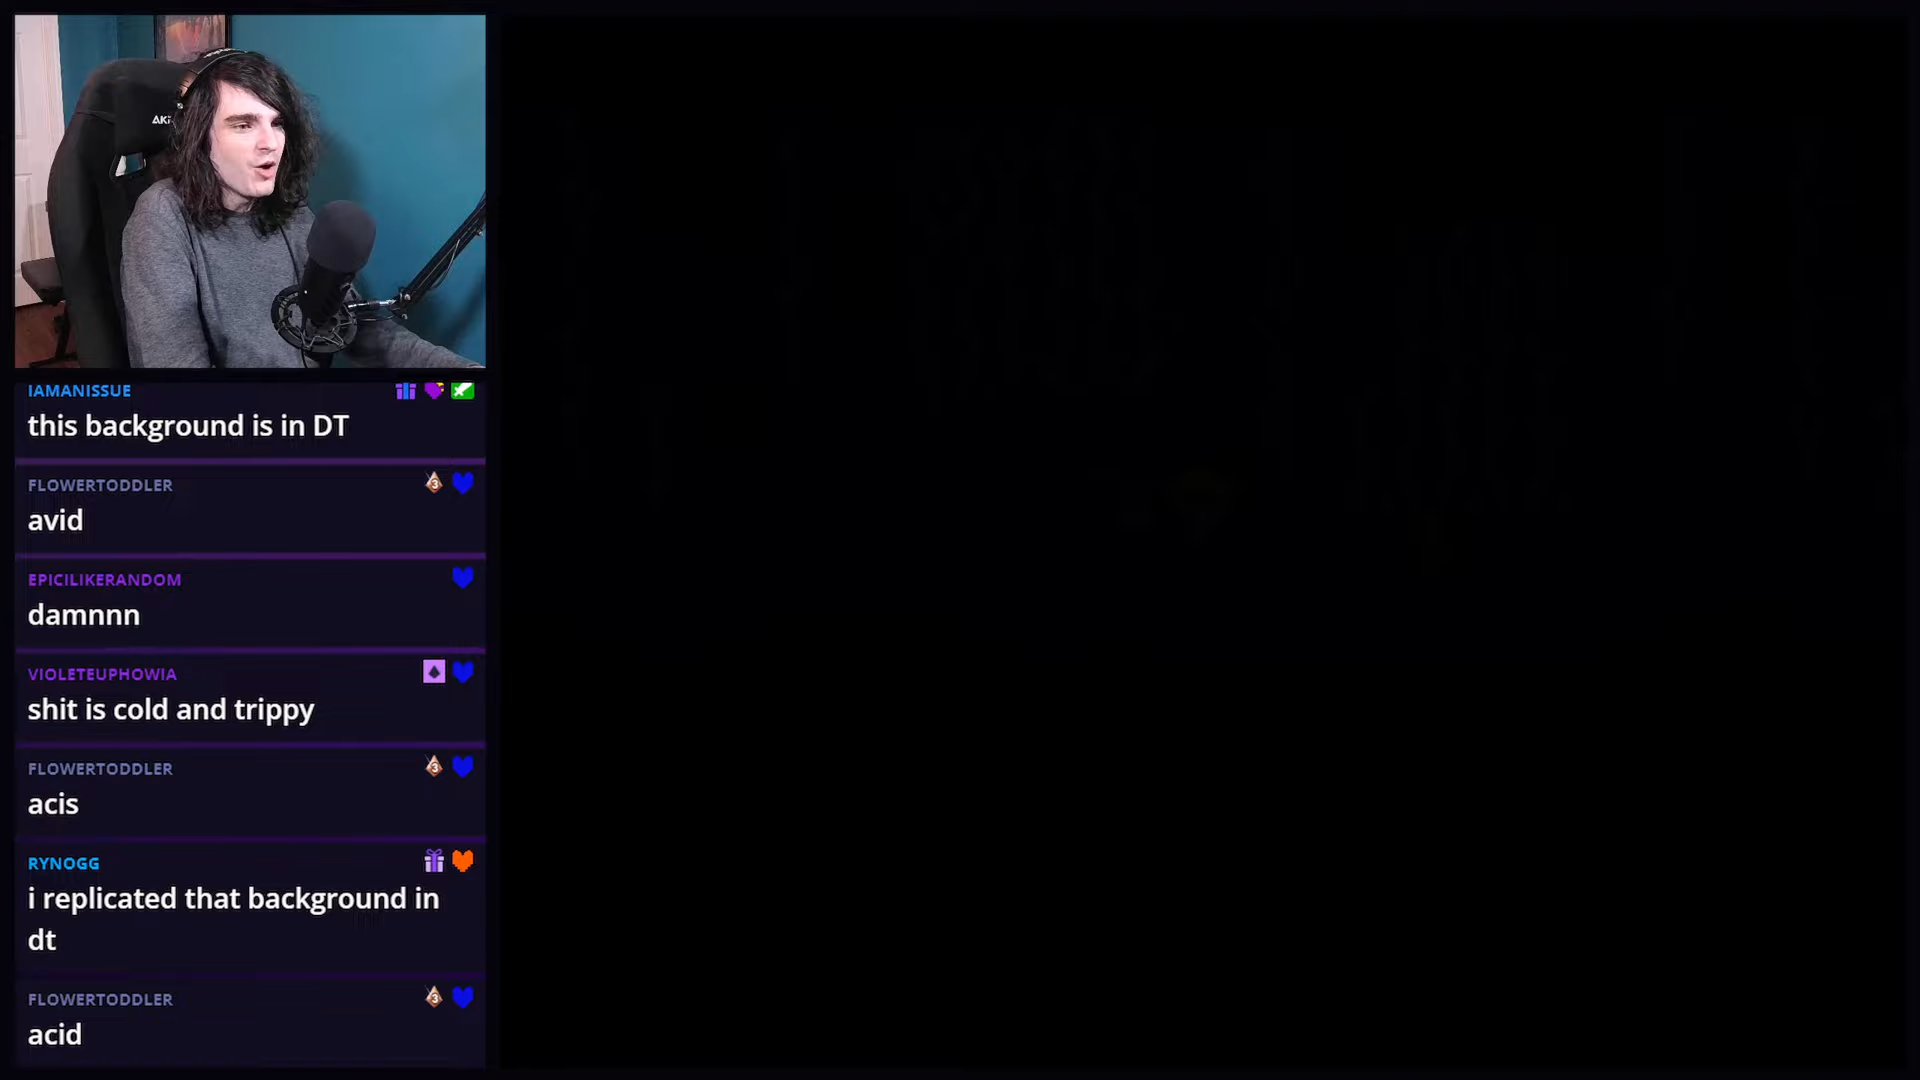 AKi
IAMANISSUE
this background is in DT
FLOWERTODDLER
avid
EPICILIKERANDOM
damnnn
VIOLETEUPHOWIA
shit is cold and trippy
FLOWERTODDLER
acis
RYNOGG
i replicated that background in
dt
FLOWERTODDLER
acid